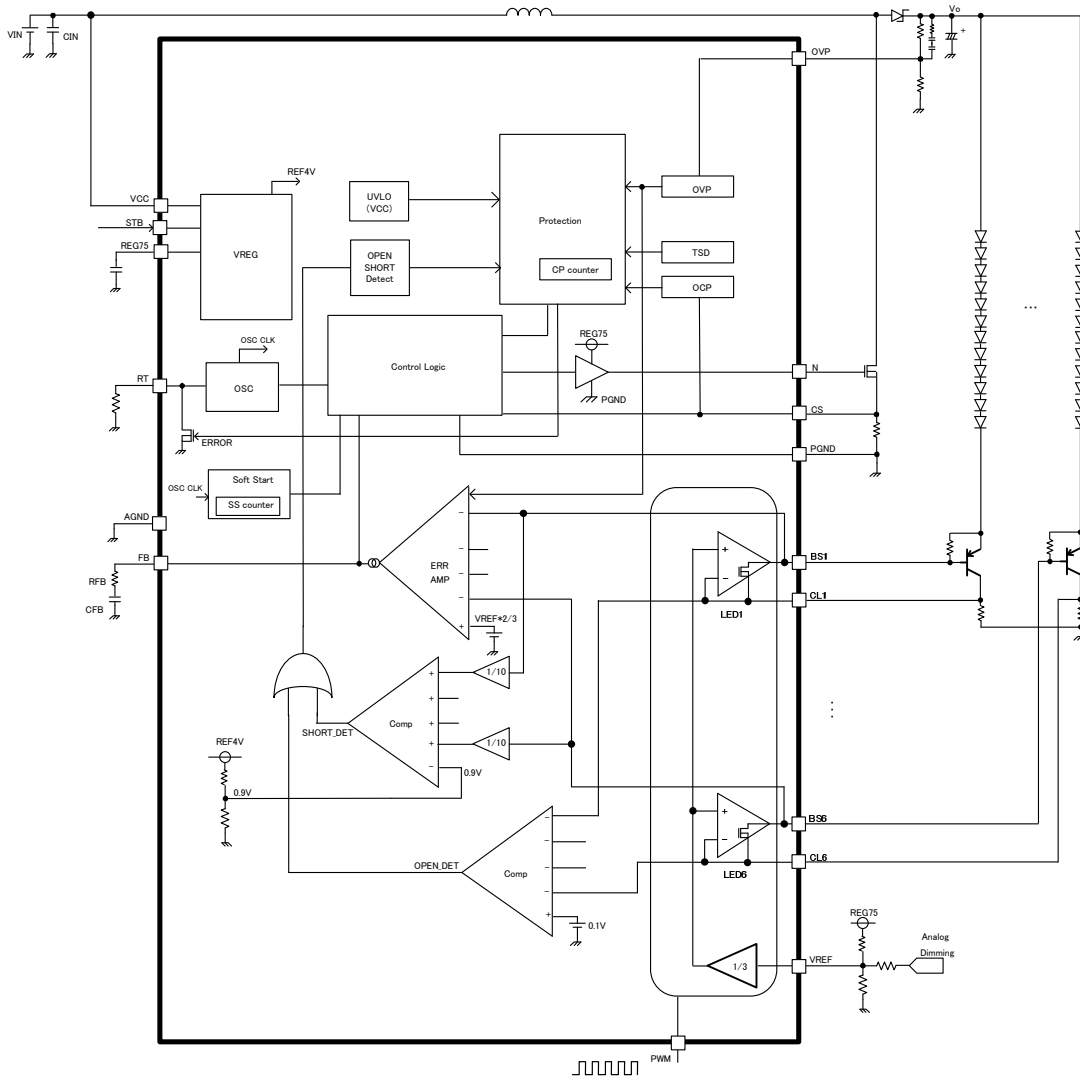 Vo
VIN
CIN
+
OVP
REF4V
UVLO
(VCC)
OVP
VCC
STB
Protection
REG75
VREG
OPEN
SHORT
Detect
TSD
CP counter
OCP
...
REG75
OSC CLK
Control Logic
RT
OSC
N
PGND
CS
ERROR
PGND
Soft Start
OSC CLK
SS counter
AGND
−
+
FB
ERR
AMP
BS1
−
−
RFB
−
−
CL1
CFB
VREF*2/3
LED1
+
+
1/10
+
Comp
+
SHORT_DET
...
REF4V
+
1/10
−
0.9V
0.9V
+
BS6
−
−
−
OPEN_DET
−
CL6
Comp
LED6
−
+
0.1V
REG75
Analog
Dimming
1/3
VREF
PWM